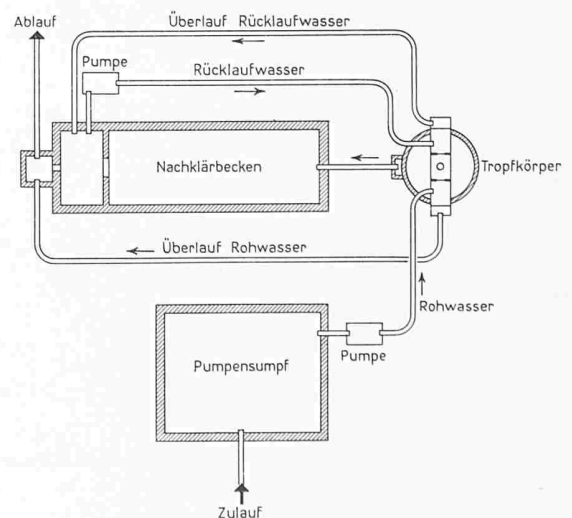 Ablauf
Überlauf Rücklaufwasser
Pumpe
Rücklaufwasser
Nachklärbecken
Tropfkörper
Überlauf Rohwasser
Rohwasser
Pumpe
Pumpensumpf
Zulauf